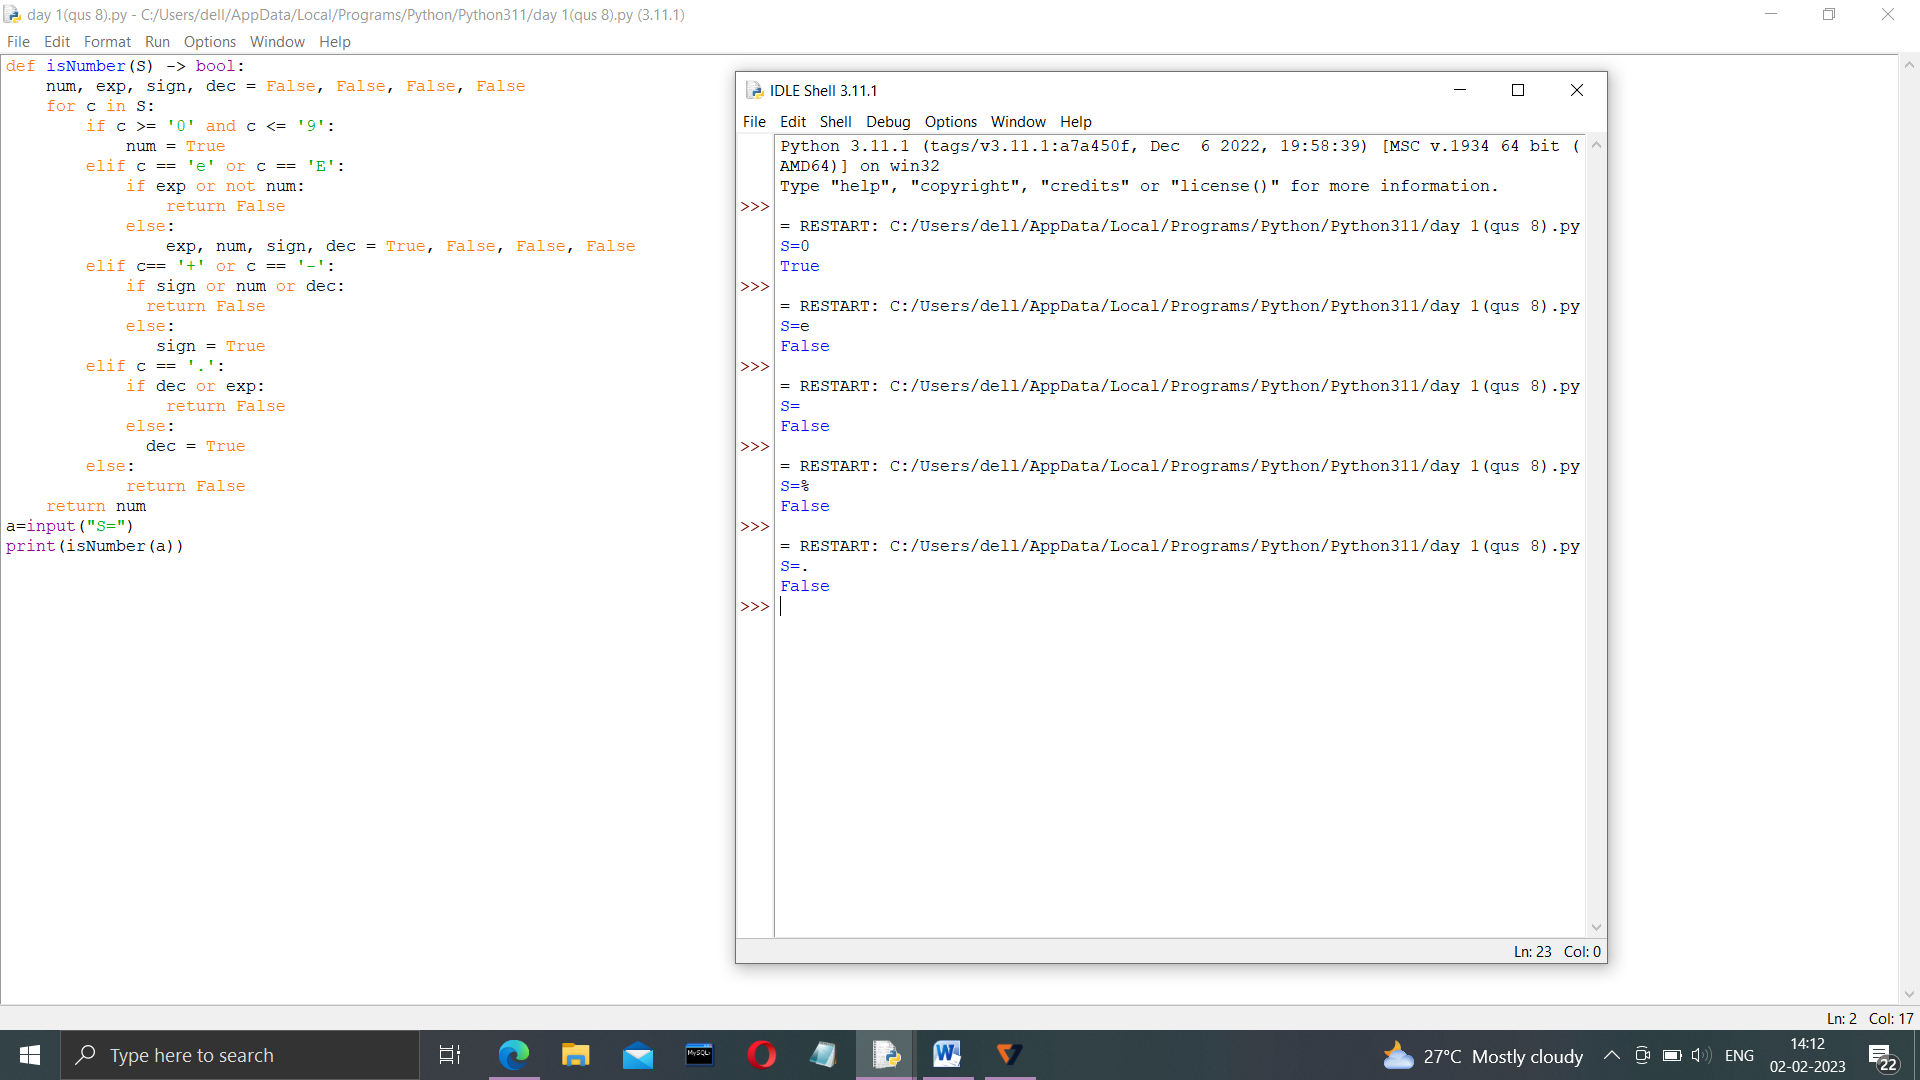 day 1(qus 8).py - C:/Users/dell/AppData/Local/Programs/Python/Python311/day 1(qus 8).py (3.11.1)
File Edit Format Run Options Window Help
def isNumber(S) -> bool:
    num, exp, sign, dec = False, False, False, False
    for c in S:
        if c >= '0' and c <= '9':
            num = True
        elif c == 'e' or c == 'E':
            if exp or not num:
                return False
            else:
                exp, num, sign, dec = True, False, False, False
        elif c== '+' or c == '-':
            if sign or num or dec:
              return False
            else:
               sign = True
        elif c == '.':
            if dec or exp:
                return False
            else:
              dec = True
        else:
            return False
    return num
a=input("S=")
print(isNumber(a))
IDLE Shell 3.11.1
File Edit Shell Debug Options Window Help
Python 3.11.1 (tags/v3.11.1:a7a450f, Dec  6 2022, 19:58:39) [MSC v.1934 64 bit (
AMD64)] on win32
Type "help", "copyright", "credits" or "license()" for more information.
>>>
= RESTART: C:/Users/dell/AppData/Local/Programs/Python/Python311/day 1(qus 8).py
S=0
True
>>>
= RESTART: C:/Users/dell/AppData/Local/Programs/Python/Python311/day 1(qus 8).py
S=e
False
>>>
= RESTART: C:/Users/dell/AppData/Local/Programs/Python/Python311/day 1(qus 8).py
S=
False
>>>
= RESTART: C:/Users/dell/AppData/Local/Programs/Python/Python311/day 1(qus 8).py
S=%
False
>>>
= RESTART: C:/Users/dell/AppData/Local/Programs/Python/Python311/day 1(qus 8).py
S=.
False
>>>
Ln: 23 Col: 0
Ln: 2 Col: 17
Type here to search
MySQL
27°C Mostly cloudy
ENG
14:12
02-02-2023
22